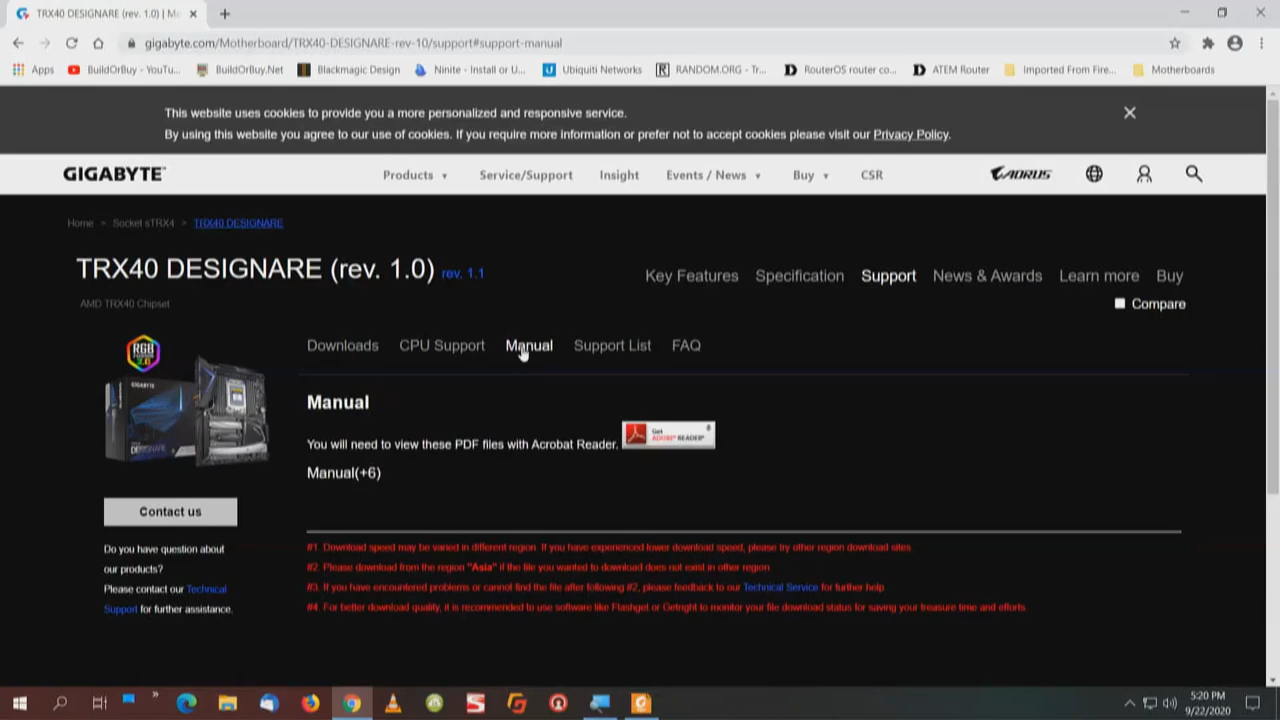 TRX40 DESIGNARE (rev. 1.0) | Mo
gigabyte.com/Motherboard/TRX40-DESIGNARE-rev-10/support#support-manual
Apps BuildOrBuy - YouTu... BuildOrBuy.Net Blackmagic Design Ninite - Install or U... Ubiquiti Networks RANDOM.ORG - Tr... RouterOS router co... ATEM Router Imported From Fire... Motherboards
This website uses cookies to provide you a more personalized and responsive service.
By using this website you agree to our use of cookies. If you require more information or prefer not to accept cookies please visit our Privacy Policy.
GIGABYTE Products Service/Support Insight Events / News Buy CSR AORUS
Home > Socket sTRX4 > TRX40 DESIGNARE
TRX40 DESIGNARE (rev. 1.0) rev. 1.1
Key Features Specification Support News & Awards Learn more Buy
AMD TRX40 Chipset
Compare
RGB
GIGABYTE
DESIGNARE
Downloads CPU Support Manual Support List FAQ
Manual
You will need to view these PDF files with Acrobat Reader. Get ADOBE® READER®
Manual(+6)
Contact us
Do you have question about
our products?
Please contact our Technical
Support for further assistance.
#1. Download speed may be varied in different region. If you have experienced lower download speed, please try other region download sites.
#2. Please download from the region "Asia" if the file you wanted to download does not exist in other region
#3. If you have encountered problems or cannot find the file after following #2, please feedback to our Technical Service for further help.
#4. For better download quality, it is recommended to use software like Flashget or Getright to monitor your file download status for saving your treasure time and efforts.
5:20 PM
9/22/2020